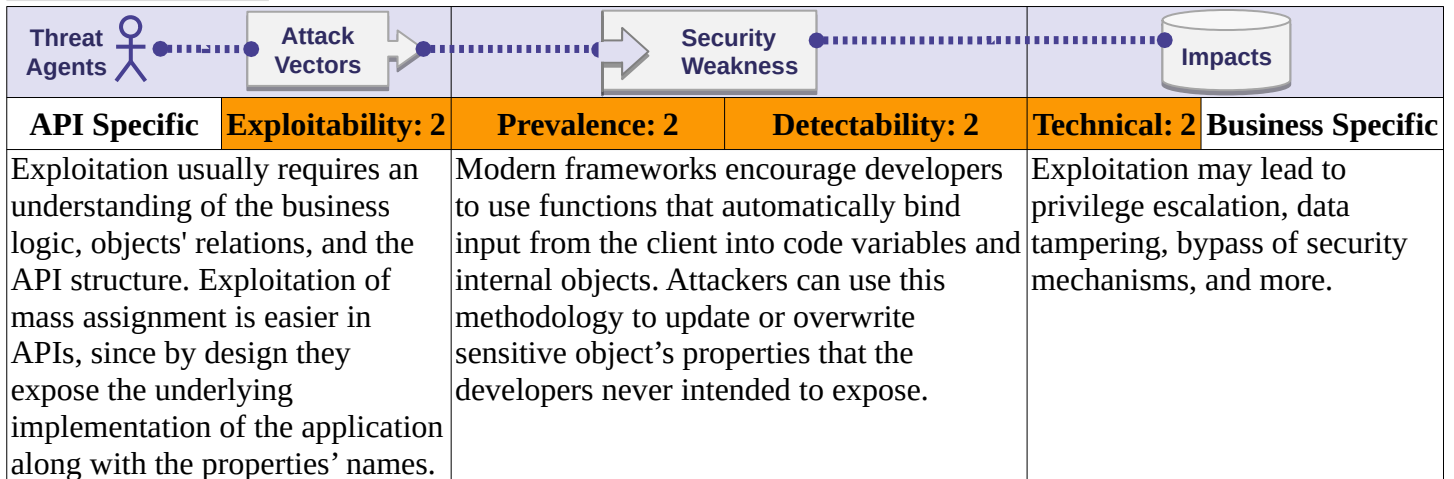 Threat
Agents
Attack
Vectors
Security
Weakness
Impacts
API Specific
Exploitability: 2
Prevalence: 2
Detectability: 2
Technical: 2
Business Specific
Exploitation usually requires an
understanding of the business
logic, objects' relations, and the
API structure. Exploitation of
mass assignment is easier in
APIs, since by design they
expose the underlying
implementation of the application
along with the properties’ names.
Modern frameworks encourage developers
to use functions that automatically bind
input from the client into code variables and
internal objects. Attackers can use this
methodology to update or overwrite
sensitive object’s properties that the
developers never intended to expose.
Exploitation may lead to
privilege escalation, data
tampering, bypass of security
mechanisms, and more.